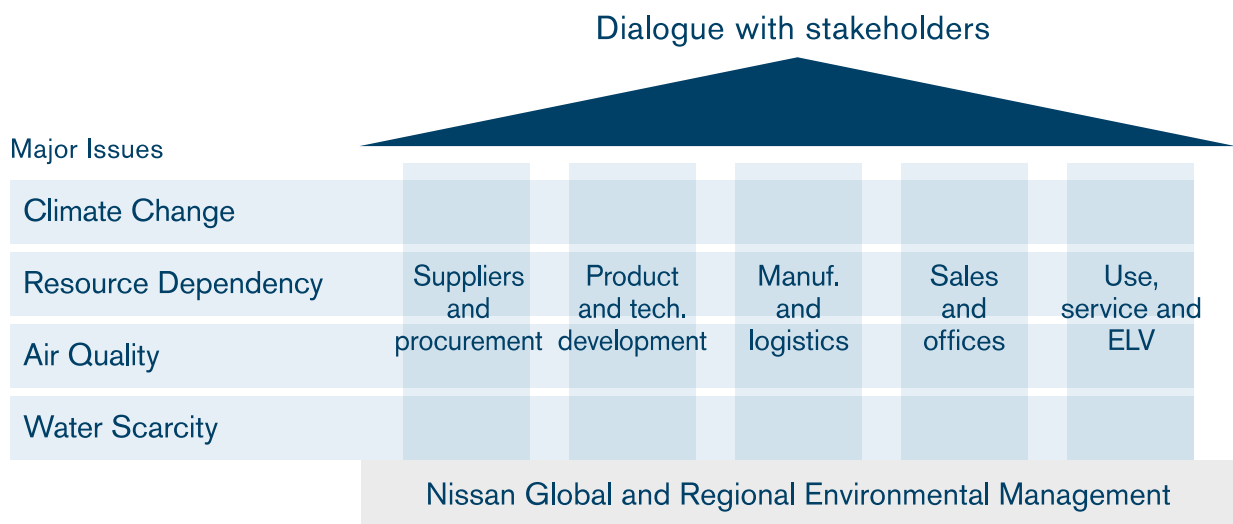 Dialogue with stakeholders
Major Issues
Climate Change
Resource Dependency
Air Quality
Water Scarcity
Suppliers
and
procurement
Product
and tech.
development
Manuf.
and
logistics
Sales
and
offices
Use,
service and
ELV
Nissan Global and Regional Environmental Management